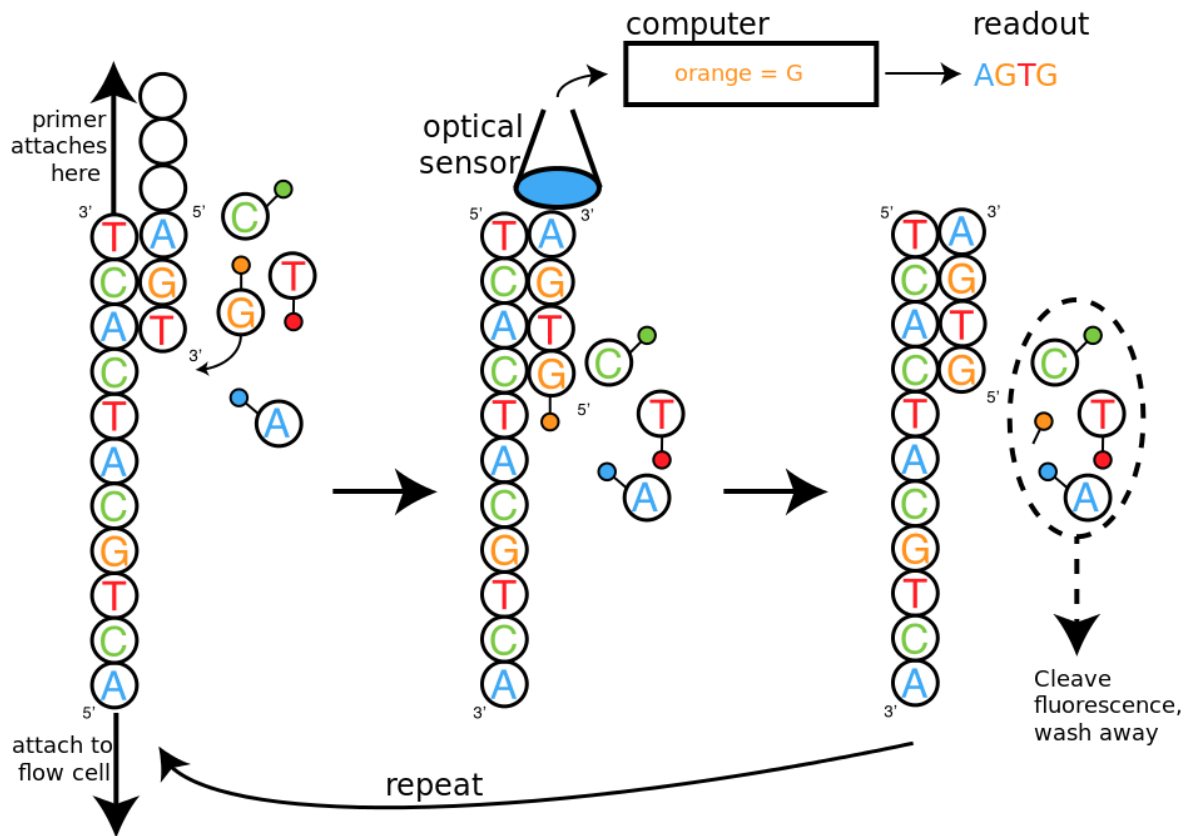 computer
readout
orange = G
AGTG
primer
attaches
here
optical
sensor
3’
5’
T A
C G
A T
C
T
A
C
G
T
C
A
5’
3’
C
G
T
A
5’
3’
T A
C G
A T
C G
T
A
C
G
T
C
A
3’
5’
C
T
A
5’
3’
T A
C G
A T
C G
T
A
C
G
T
C
A
3’
5’
C
T
A
Cleave
fluorescence,
wash away
attach to
flow cell
repeat